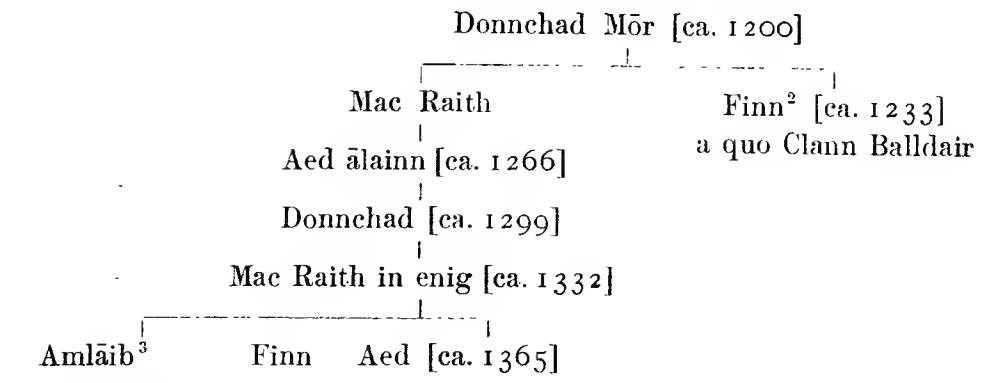 Donnchad Mōr [ca. 1200]
Mac Raith Finn² [ca. 1233]
a quo Clann Balldair
Aed ālainn [ca. 1266]
Donnchad [ca. 1299]
Mac Raith in enig [ca. 1332]
Amlāib³ Finn Aed [ca. 1365]